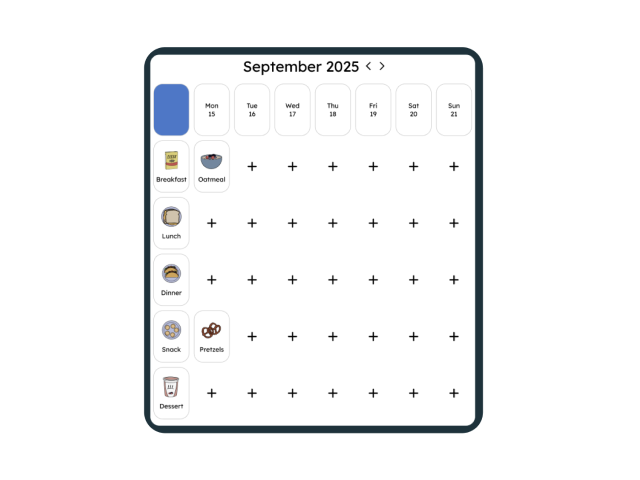 September 2025 < >
Mon Tue Wed Thu Fri Sat Sun
15 16 17 18 19 20 21
+ + + + + +
Breakfast Oatmeal
+ + + + + + +
Lunch
+ + + + + + +
Dinner
+ + + + + +
Snack Pretzels
+ + + + + + +
Dessert